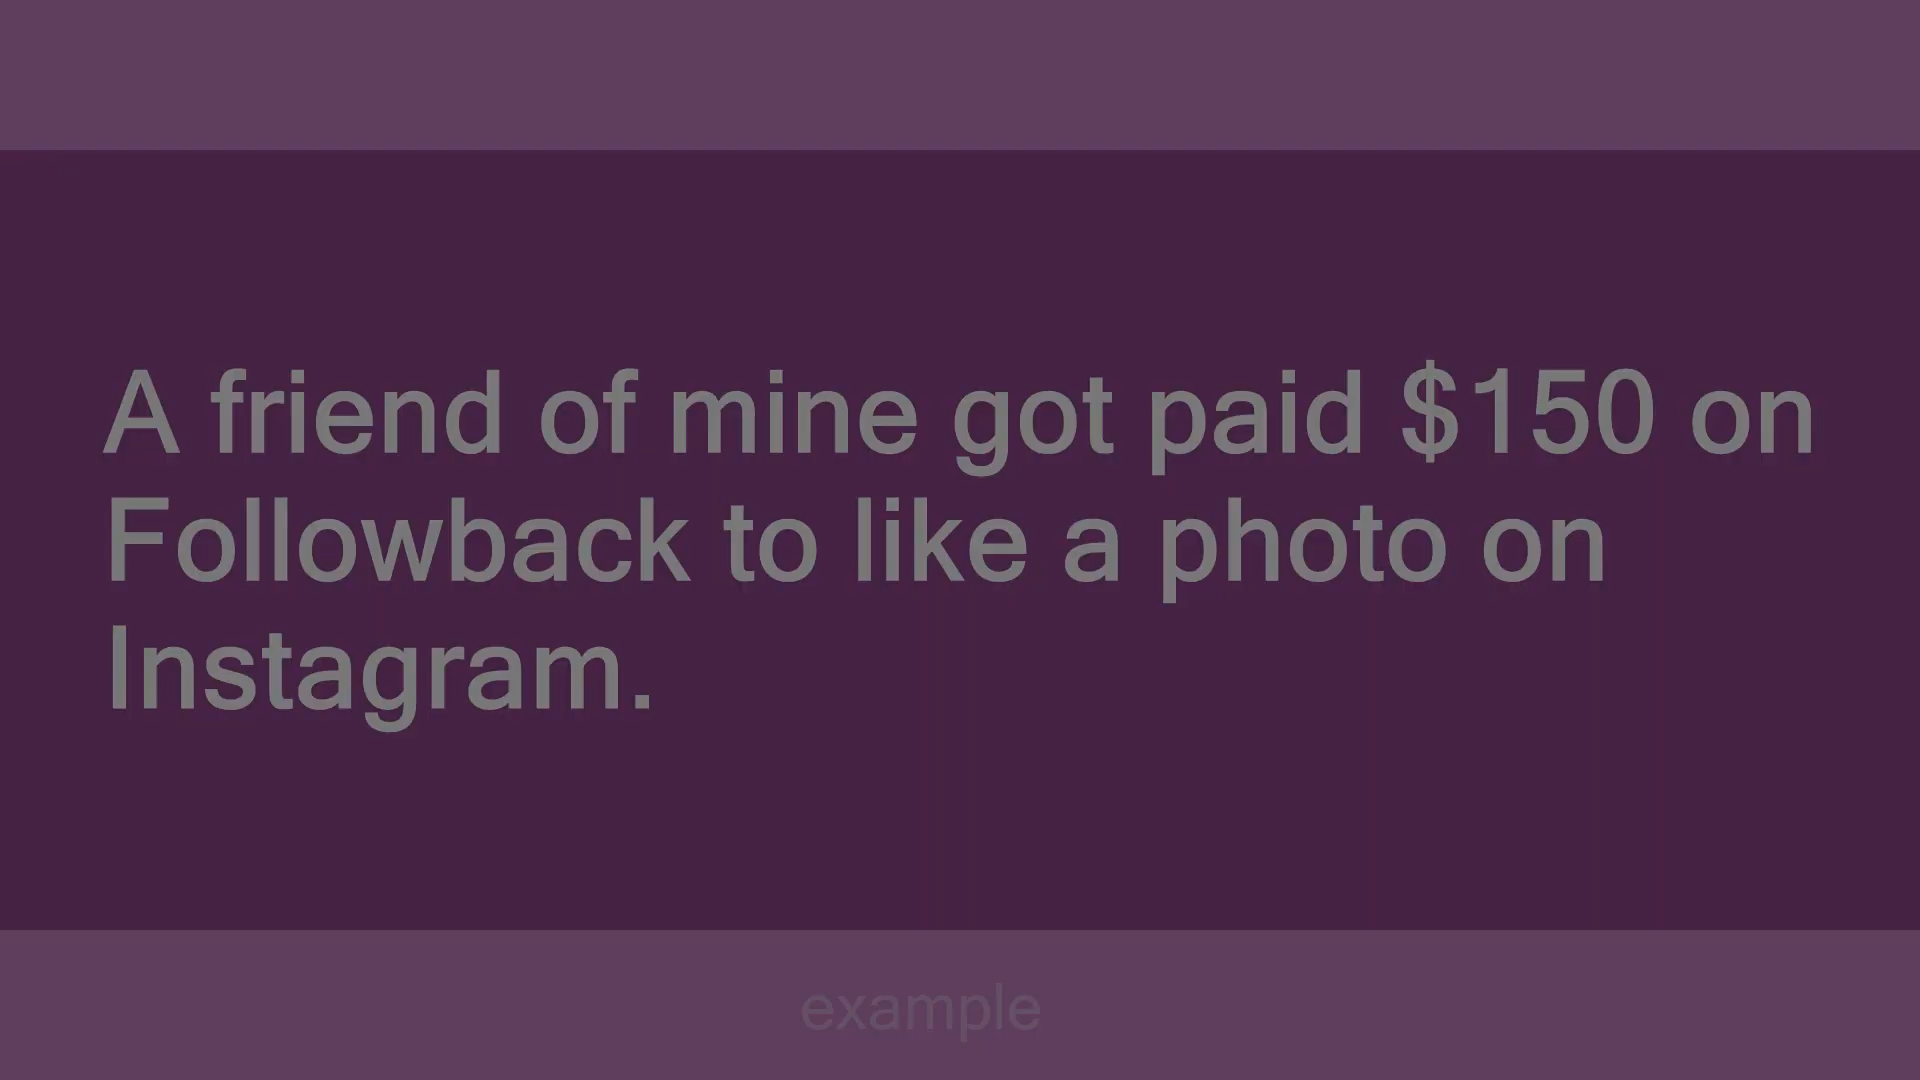 A friend of mine got paid $150 on
Followback to like a photo on
Instagram.
example